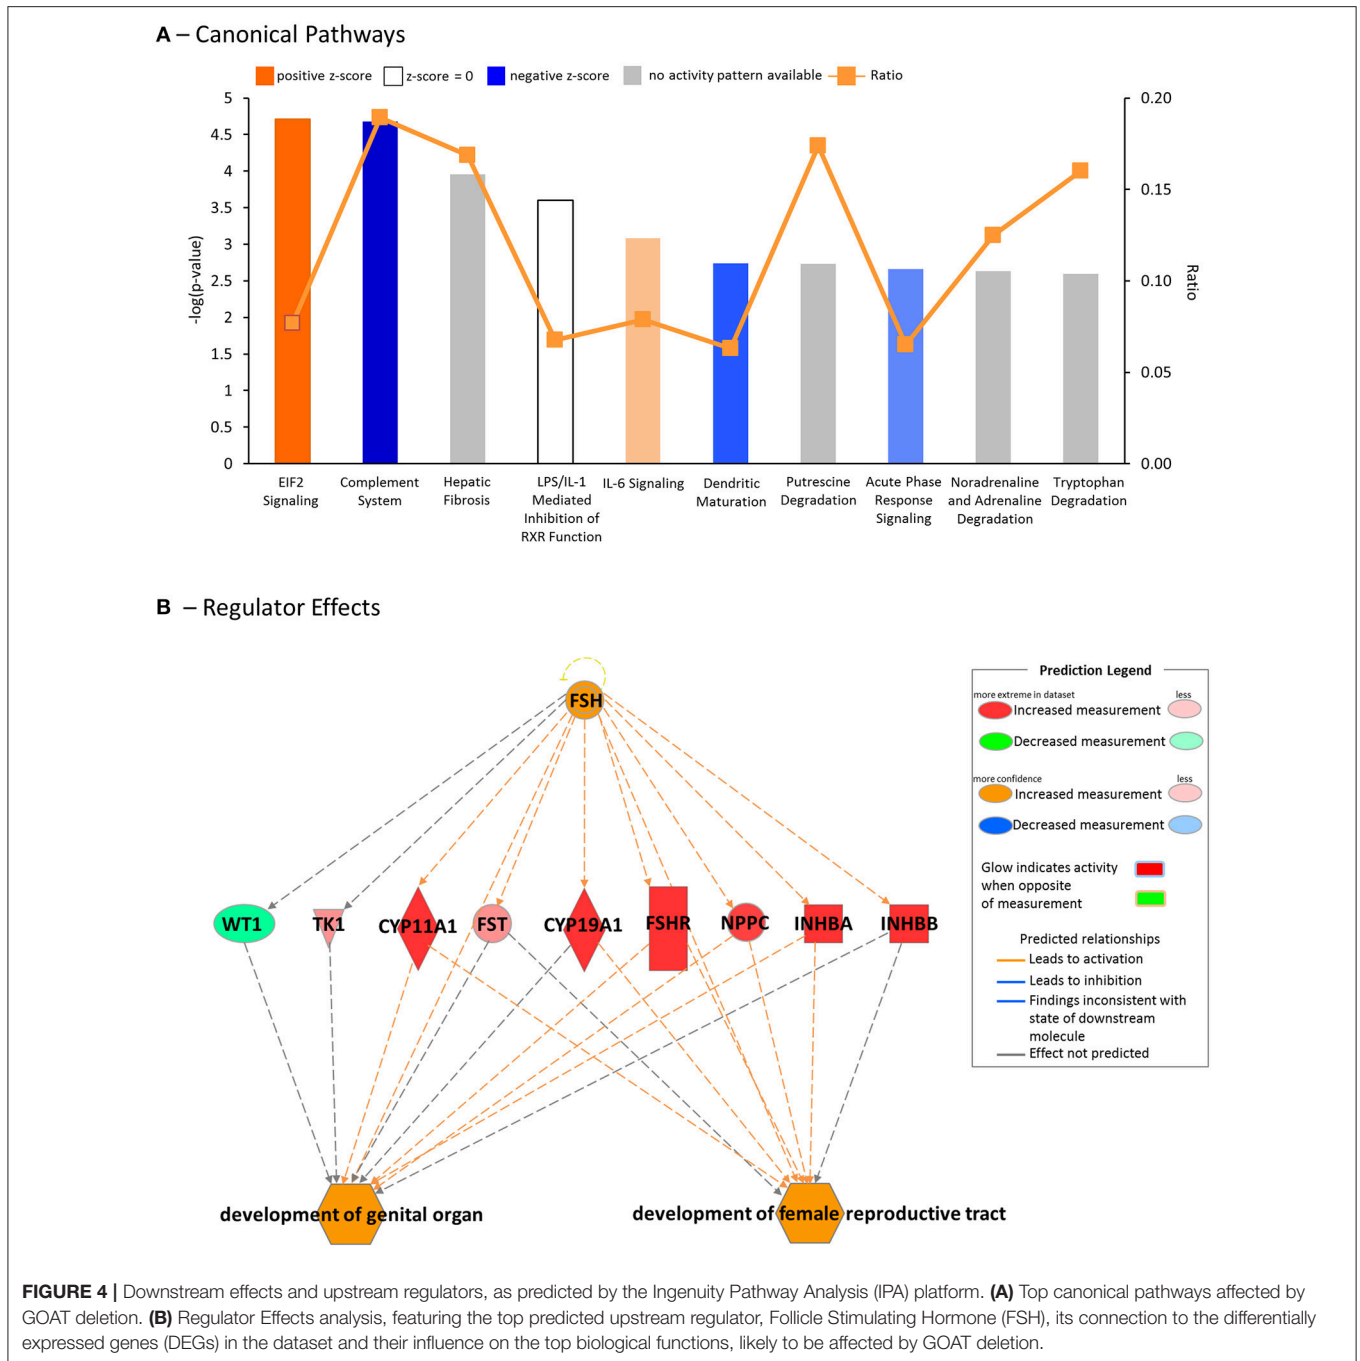 A – Canonical Pathways
positive z-score
z-score = 0
negative z-score
no activity pattern available
Ratio
5
4.5
4
3.5
3
2.5
2
1.5
1
0.5
0
-log(p-value)
0.20
0.15
0.10
0.05
0.00
Ratio
EIF2
Signaling
Complement
System
Hepatic
Fibrosis
LPS/IL-1
Mediated
Inhibition of
RXR Function
IL-6 Signaling
Dendritic
Maturation
Putrescine
Degradation
Acute Phase
Response
Signaling
Noradrenaline
and Adrenaline
Degradation
Tryptophan
Degradation
B – Regulator Effects
FSH
WT1
TK1
CYP11A1
FST
CYP19A1
FSHR
NPPC
INHBA
INHBB
development of genital organ
development of female reproductive tract
Prediction Legend
more extreme in dataset less
Increased measurement
Decreased measurement
more confidence less
Increased measurement
Decreased measurement
Glow indicates activity
when opposite
of measurement
Predicted relationships
Leads to activation
Leads to inhibition
Findings inconsistent with
state of downstream
molecule
Effect not predicted
FIGURE 4 | Downstream effects and upstream regulators, as predicted by the Ingenuity Pathway Analysis (IPA) platform. (A) Top canonical pathways affected by
GOAT deletion. (B) Regulator Effects analysis, featuring the top predicted upstream regulator, Follicle Stimulating Hormone (FSH), its connection to the differentially
expressed genes (DEGs) in the dataset and their influence on the top biological functions, likely to be affected by GOAT deletion.